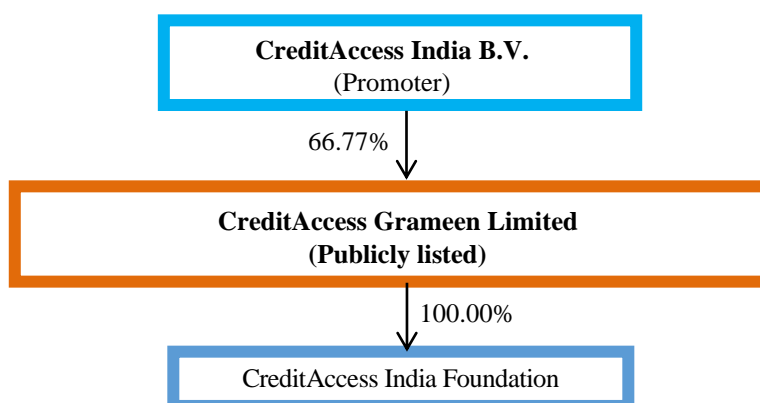 CreditAccess India B.V.
(Promoter)
66.77%
CreditAccess Grameen Limited
(Publicly listed)
100.00%
CreditAccess India Foundation